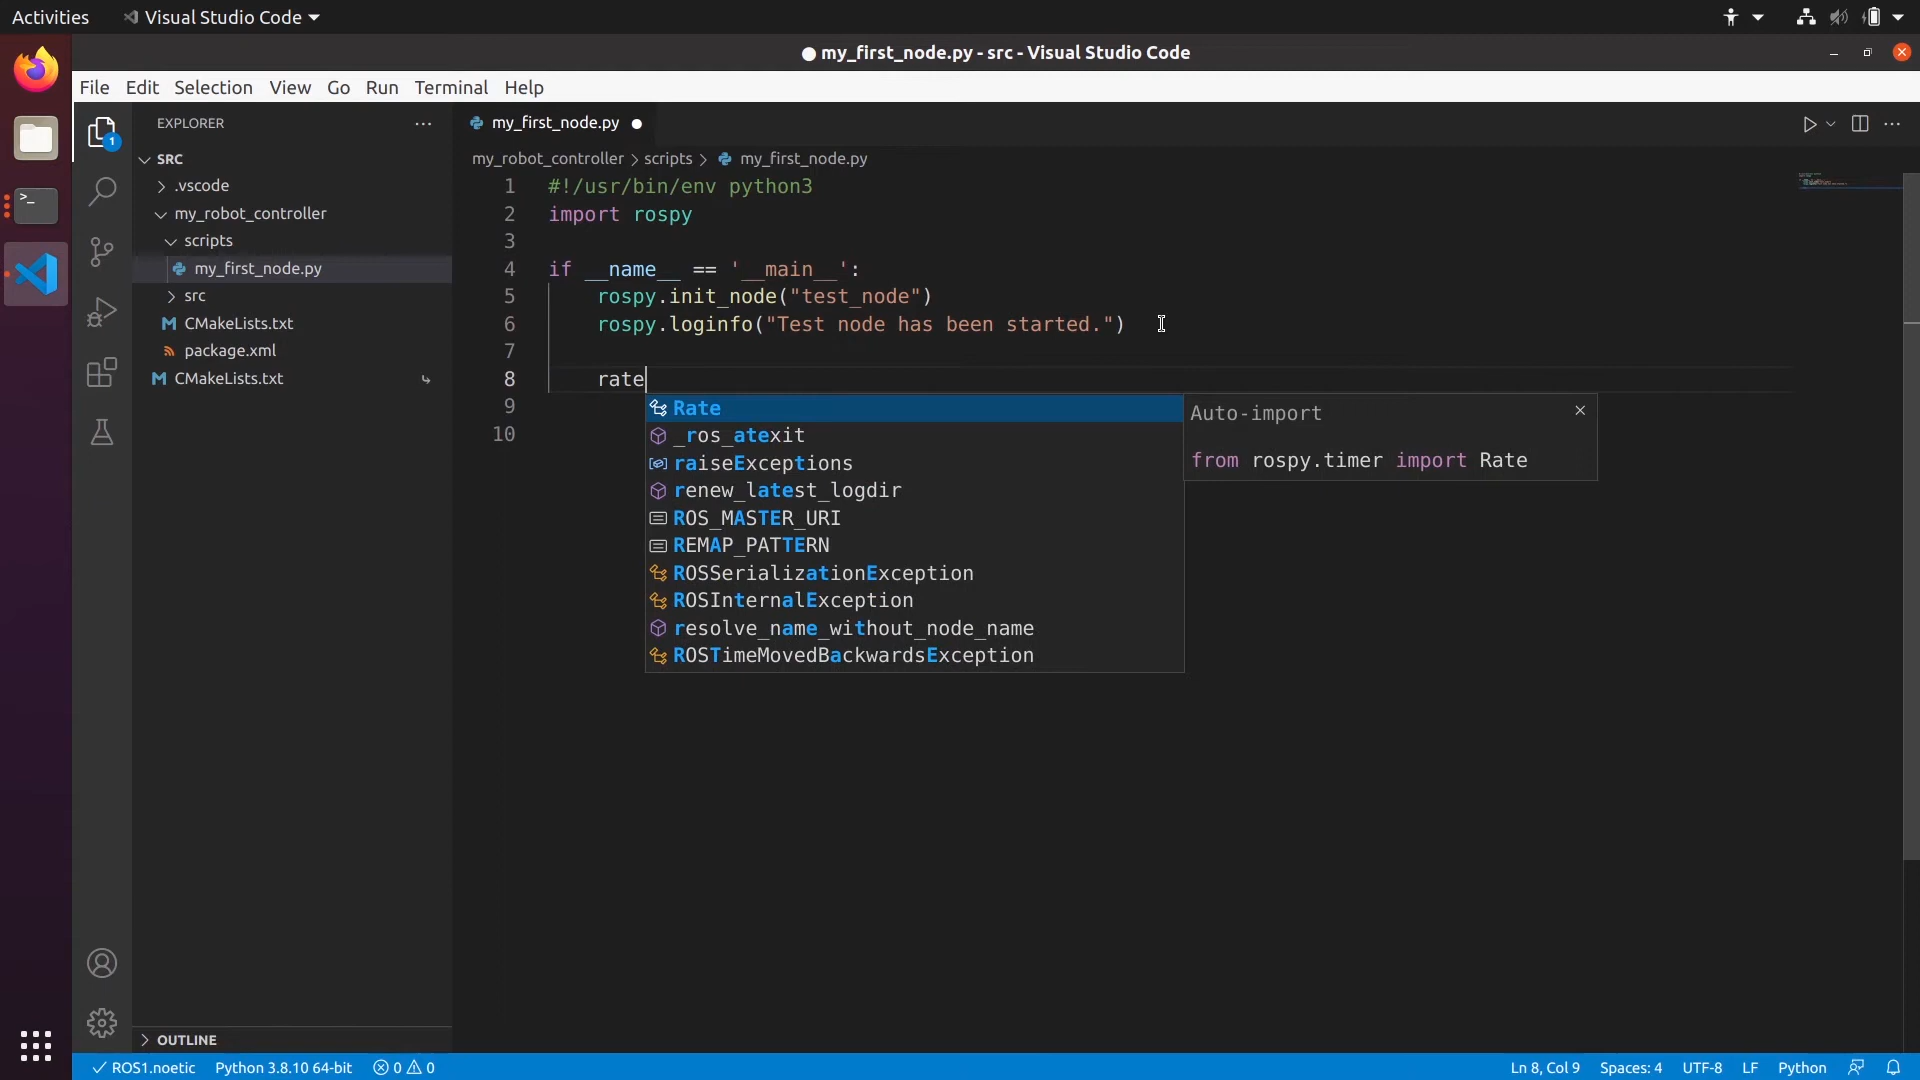 Activities
Visual Studio Code
my_first_node.py - src - Visual Studio Code
File Edit Selection View Go Run Terminal Help
EXPLORER
my_first_node.py
1
SRC
my_robot_controller > scripts > my_first_node.py
.vscode
my_robot_controller
scripts
my_first_node.py
src
CMakeLists.txt
package.xml
CMakeLists.txt
1 #!/usr/bin/env python3
2 import rospy
3
4 if __name__ == '__main__':
5 rospy.init_node("test_node")
6 rospy.loginfo("Test node has been started.")
7
8 rate
9
10
Rate
_ros_atexit
raiseExceptions
renew_latest_logdir
ROS_MASTER_URI
REMAP_PATTERN
ROSSerializationException
ROSInternalException
resolve_name_without_node_name
ROSTimeMovedBackwardsException
Auto-import
from rospy.timer import Rate
OUTLINE
ROS1.noetic Python 3.8.10 64-bit 0 0 Ln 8, Col 9 Spaces: 4 UTF-8 LF Python